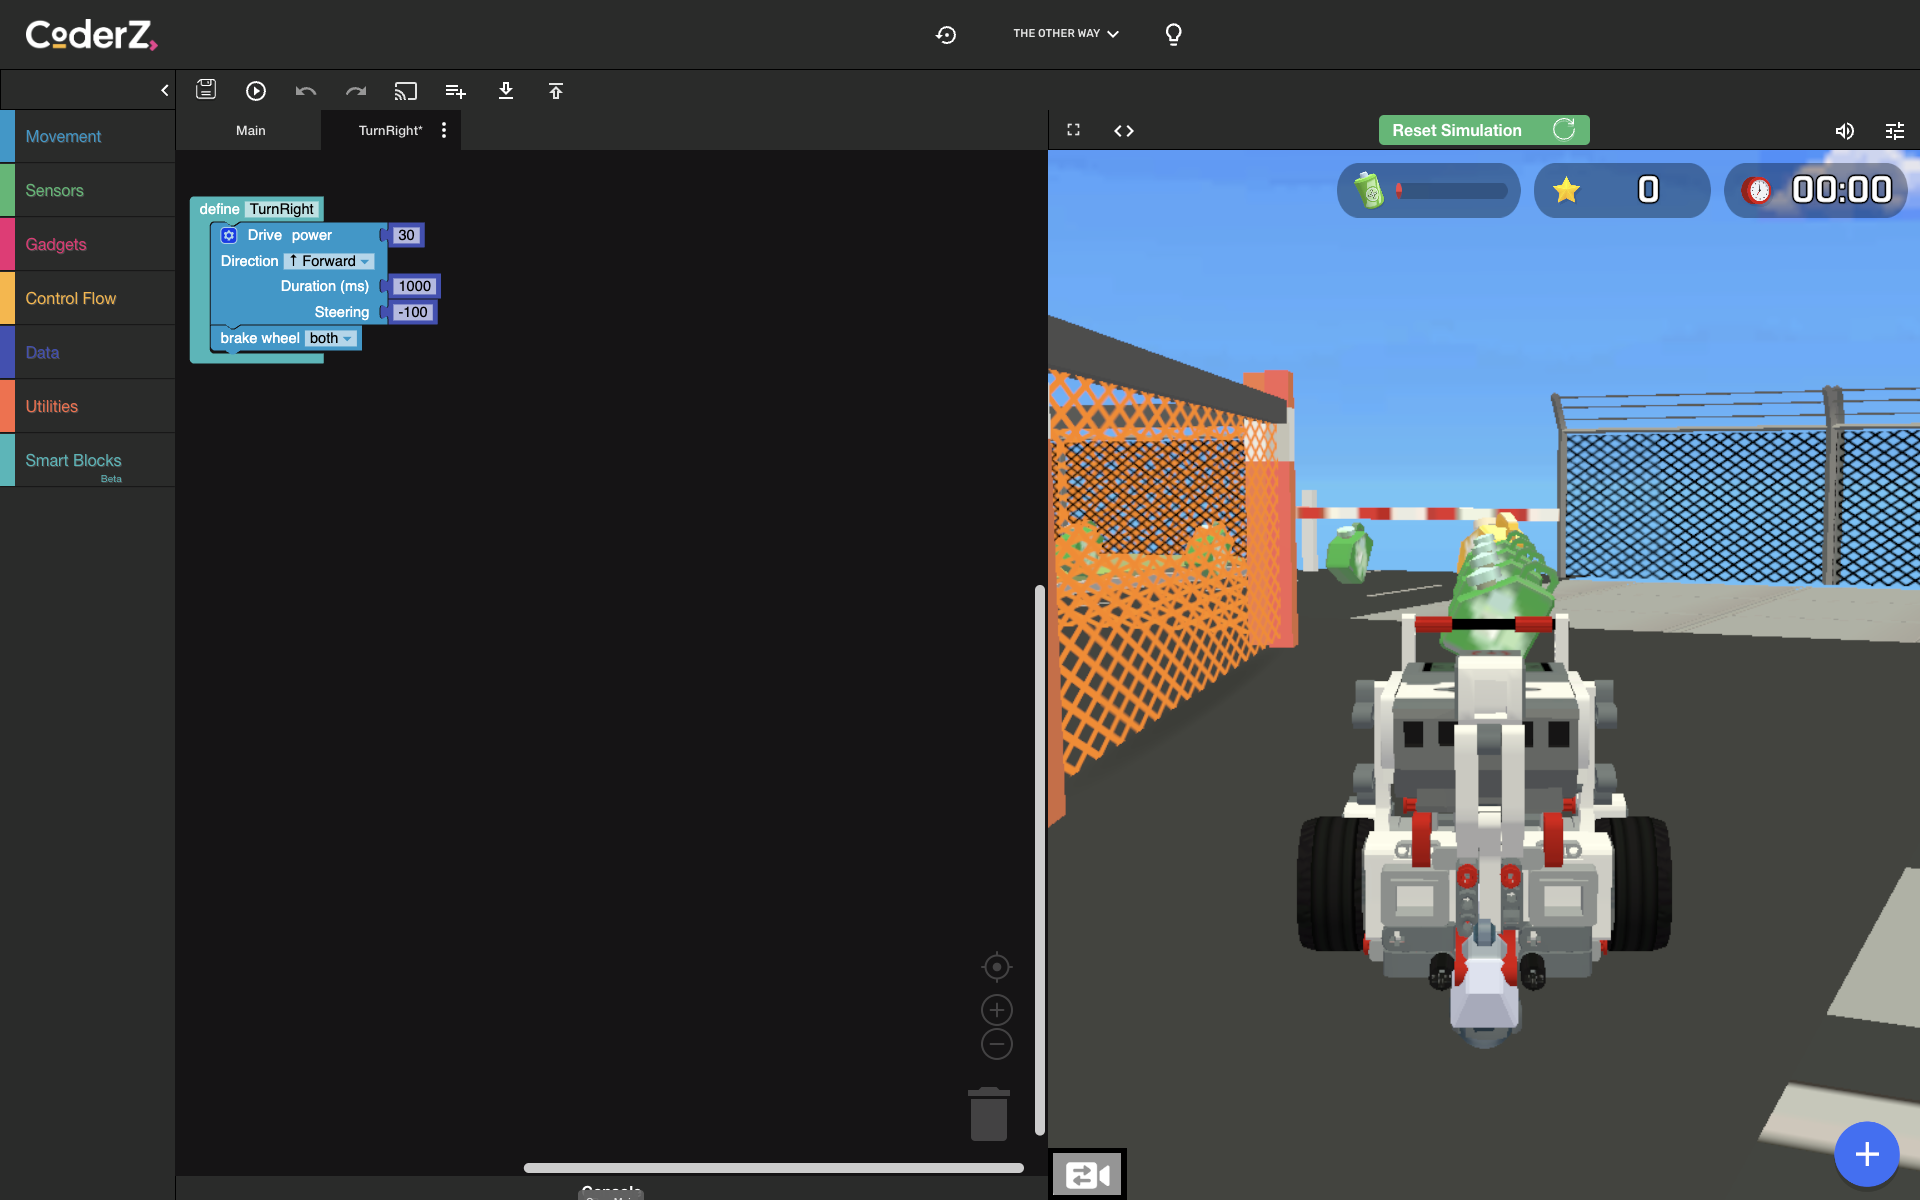 CoderZ
THE OTHER WAY
Main
TurnRight*
Reset Simulation
Movement
Sensors
Gadgets
Control Flow
Data
Utilities
Smart Blocks
Beta
0
00:00
define TurnRight
Drive power 30
Direction ↑ Forward
Duration (ms) 1000
Steering -100
brake wheel both
Console